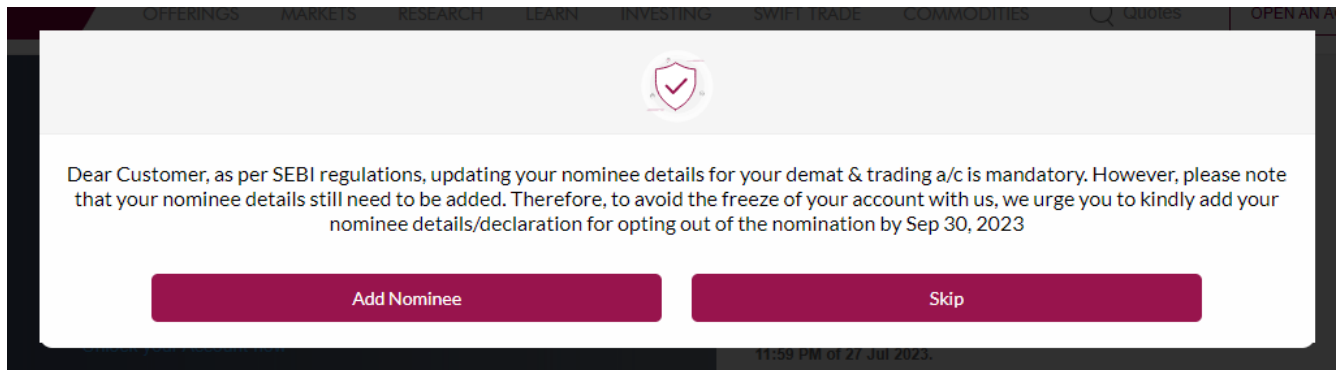 OFFERINGS MARKETS RESEARCH LEARN INVESTING SWIFT TRADE COMMODITIES Quotes OPEN AN
Dear Customer, as per SEBI regulations, updating your nominee details for your demat & trading a/c is mandatory. However, please note
that your nominee details still need to be added. Therefore, to avoid the freeze of your account with us, we urge you to kindly add your
nominee details/declaration for opting out of the nomination by Sep 30, 2023
Add Nominee Skip
Unlock your Account now
11:59 PM of 27 Jul 2023.